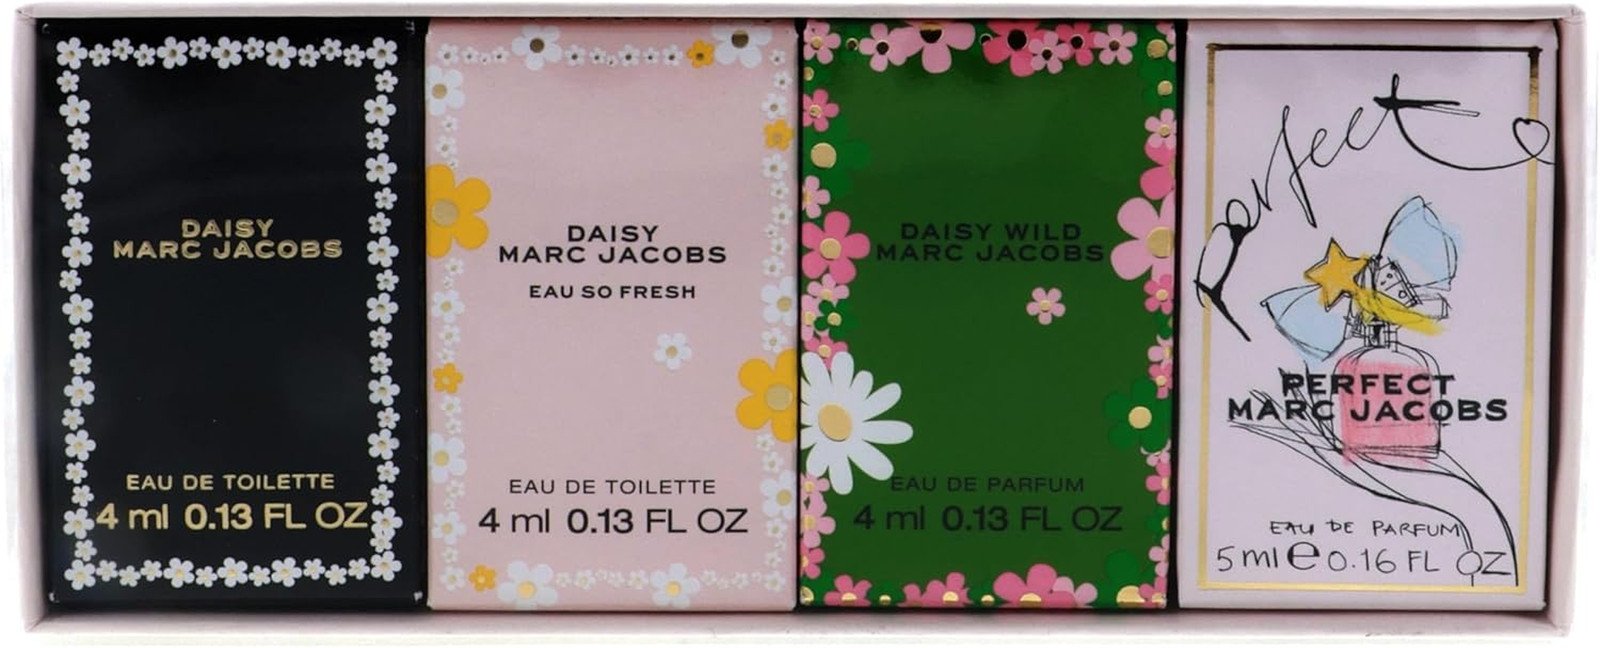 DAISY
MARC JACOBS
EAU DE TOILETTE
4 ml 0.13 FL OZ
DAISY
MARC JACOBS
EAU SO FRESH
EAU DE TOILETTE
4 ml 0.13 FL OZ
DAISY WILD
MARC JACOBS
EAU DE PARFUM
4 ml 0.13 FL OZ
Perfect
PERFECT
MARC JACOBS
EAU DE PARFUM
5 ml e 0.16 FL OZ